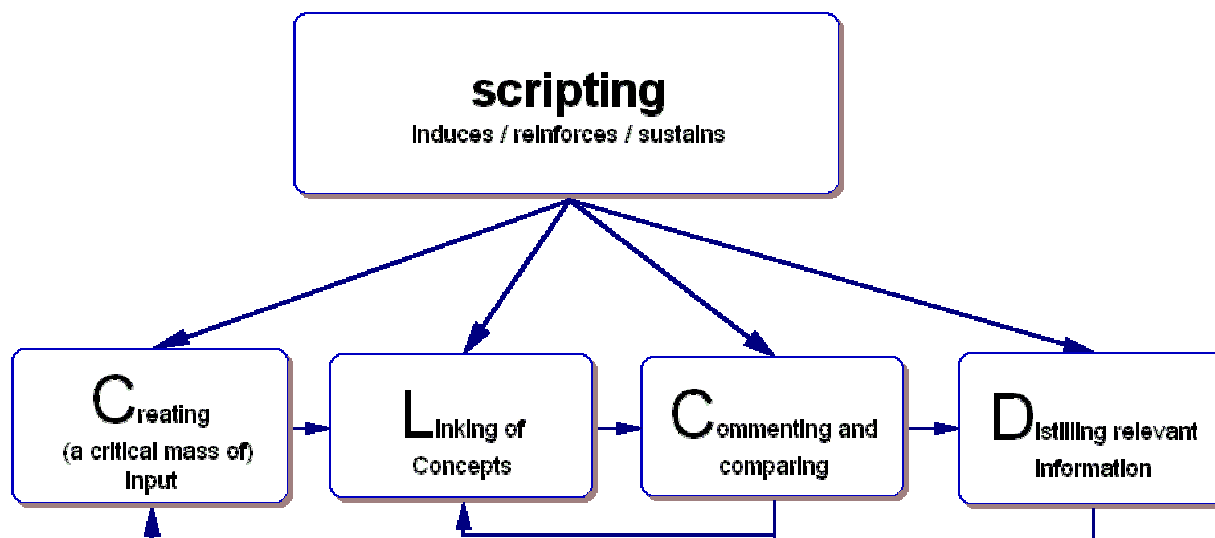 scripting
induces / reinforces / sustains
Creating
(a critical mass of)
input
Linking of
Concepts
Commenting and
comparing
Distilling relevant
information